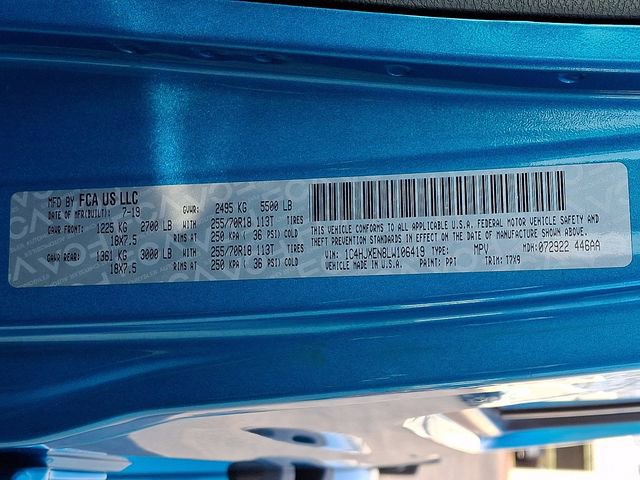 MFD BY FCA US LLC
DATE OF MFR(BUILT): 7-19 GVWR: 2495 KG 5500 LB
GAWR FRONT: 1225 KG 2700 LB WITH 255/70R18 113T TIRES
18X7.5 RIMS AT 250 KPA ( 36 PSI) COLD
GAWR REAR: 1361 KG 3000 LB WITH 255/70R18 113T TIRES
18X7.5 RIMS AT 250 KPA ( 36 PSI) COLD
THIS VEHICLE CONFORMS TO ALL APPLICABLE U.S.A. FEDERAL MOTOR VEHICLE SAFETY AND
THEFT PREVENTION STANDARDS IN EFFECT ON THE DATE OF MANUFACTURE SHOWN ABOVE.
VIN: 1C4HJXEN6LW106419 TYPE: MPV MDH: 072922 446AA
VEHICLE MADE IN U.S.A. PAINT: PPT TRIM: T7X9